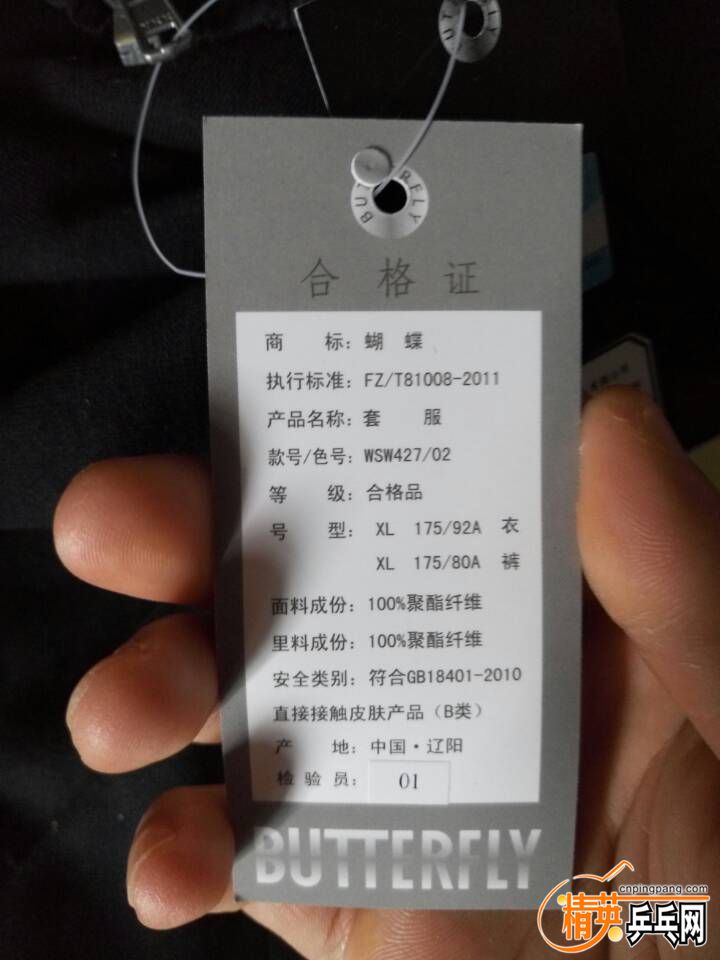 UT LY
BUT RFLY
合格证
商 标：蝴 蝶
执行标准：FZ/T81008-2011
产品名称：套 服
款号/色号：WSW427/02
等 级：合格品
号 型： XL 175/92A 衣
XL 175/80A 裤
面料成份：100%聚酯纤维
里料成份：100%聚酯纤维
安全类别：符合GB18401-2010
直接接触皮肤产品（B类）
产 地：中国·辽阳
检 验 员： 01
BUTTERFLY
cnpingpang.com
精英乒乓网